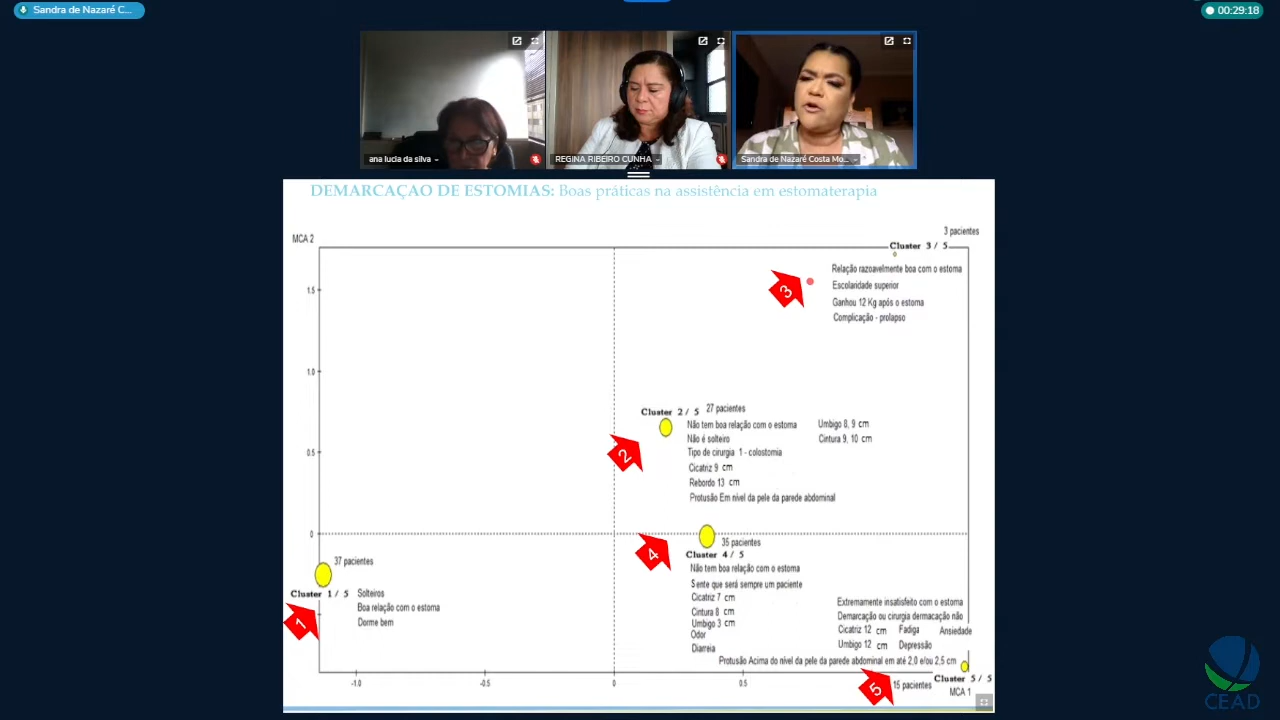 Sandra de Nazaré C...
00:29:18
ana lucia da silva
REGINA RIBEIRO CUNHA
Sandra de Nazaré Costa Mo...
DEMARCAÇAO DE ESTOMIAS: Boas práticas na assistência em estomaterapia
3 pacientes
MCA 2
Cluster 3 / 5
Relação razoavelmente boa com o estoma
Escolaridade superior
Ganhou 12 Kg após o estoma
Complicação - prolapso
3
1.5
1.0
Cluster 2 / 5 27 pacientes
Não tem boa relação com o estoma
Não é solteiro
Tipo de cirurgia 1 - colostomia
Cicatriz 9 cm
Rebordo 13 cm
Protusão Em nível da pele da parede abdominal
Umbigo 8, 9 cm
Cintura 9, 10 cm
2
0.5
0
4
35 pacientes
Cluster 4 / 5
Não tem boa relação com o estoma
Sente que será sempre um paciente
Cicatriz 7 cm
Cintura 8 cm
Umbigo 3 cm
Odor
Diarreia
37 pacientes
Cluster 1 / 5
Solteiros
Boa relação com o estoma
Dorme bem
1
Extremamente insatisfeito com o estoma
Demarcação ou cirurgia dermacação não
Cicatriz 12 cm Fadiga Ansiedade
Umbigo 12 cm Depressão
Protusão Acima do nível da pele da parede abdominal em até 2,0 e/ou 2,5 cm
5
15 pacientes
Cluster 5 / 5
MCA 1
-1.0
-0.5
0
0.5
CEAD